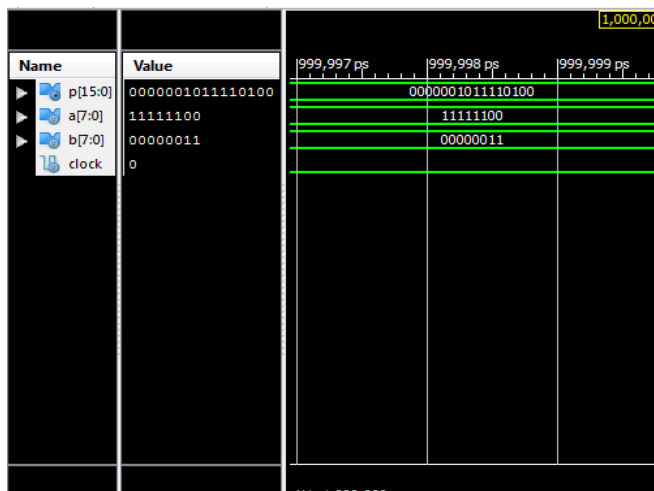 1,000,00
Name Value
999,997 ps 999,998 ps 999,999 ps
p[15:0] 0000001011110100 0000001011110100
a[7:0] 11111100 11111100
b[7:0] 00000011 00000011
clock 0